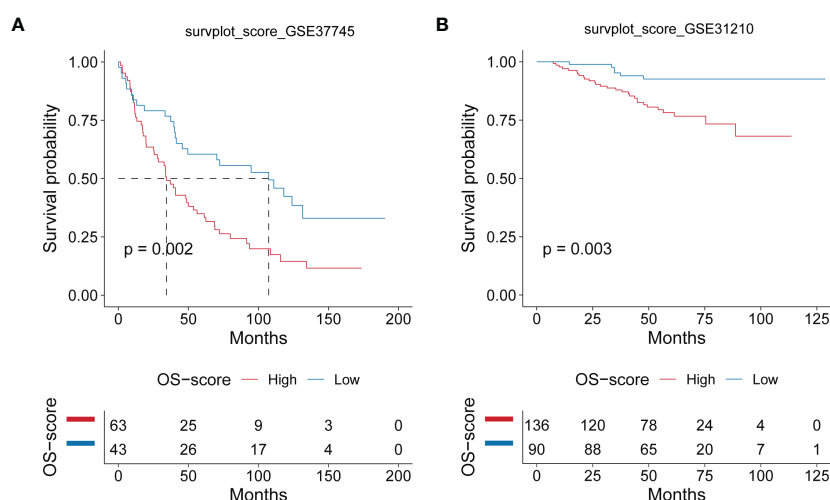 A
survplot_score_GSE37745
Survival probability
1.00
0.75
0.50
0.25
0.00
p = 0.002
0 50 100 150 200
Months
OS−score High Low
OS−score
63 25 9 3 0
43 26 17 4 0
0 50 100 150 200
Months
B
survplot_score_GSE31210
Survival probability
1.00
0.75
0.50
0.25
0.00
p = 0.003
0 25 50 75 100 125
Months
OS−score High Low
OS−score
136 120 78 24 4 0
90 88 65 20 7 1
0 25 50 75 100 125
Months